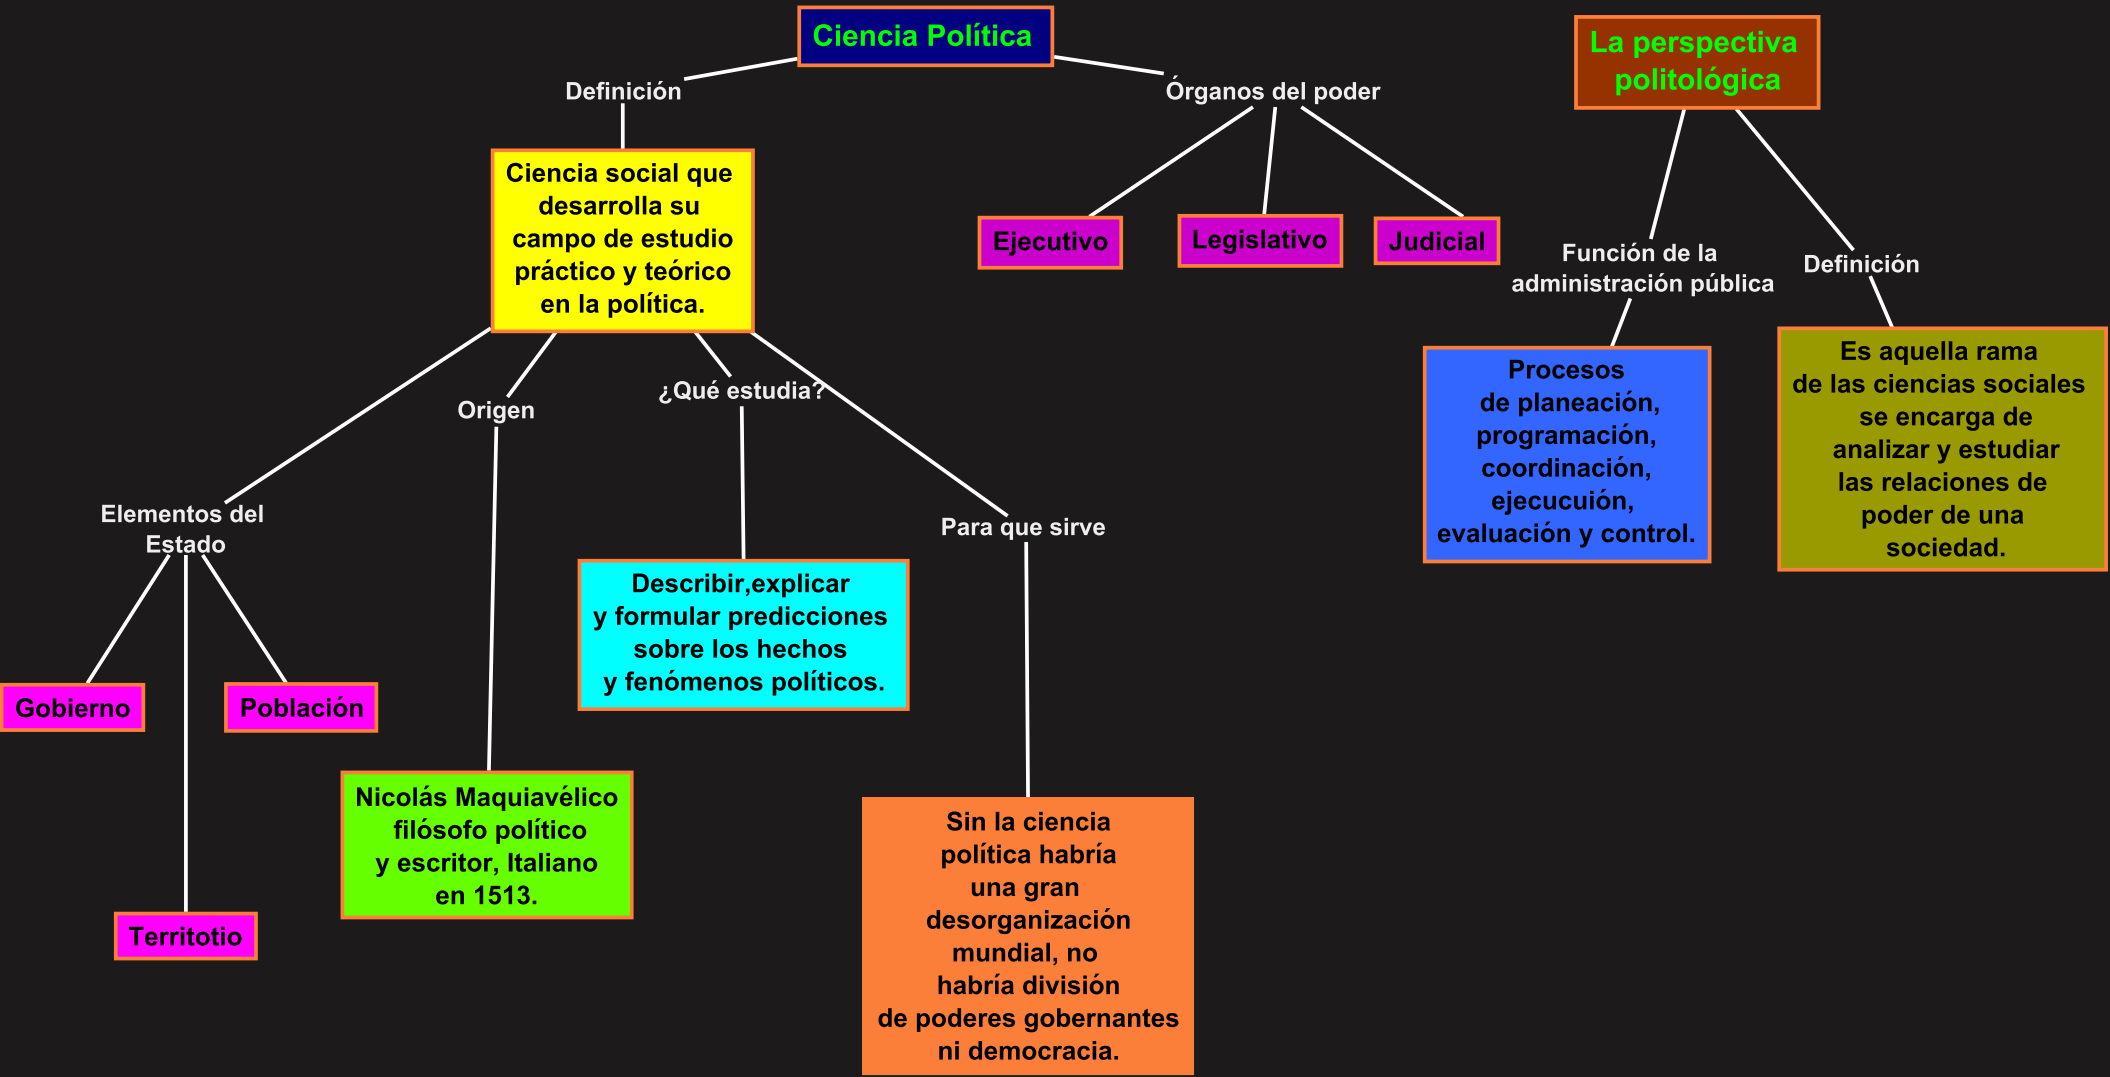 Ciencia Política
Definición
Órganos del poder
Ciencia social que
desarrolla su
campo de estudio
práctico y teórico
en la política.
Ejecutivo
Legislativo
Judicial
Elementos del
Estado
Origen
¿Qué estudia?
Para que sirve
Gobierno
Población
Territotio
Nicolás Maquiavélico
filósofo político
y escritor, Italiano
en 1513.
Describir,explicar
y formular predicciones
sobre los hechos
y fenómenos políticos.
Sin la ciencia
política habría
una gran
desorganización
mundial, no
habría división
de poderes gobernantes
ni democracia.
La perspectiva
politológica
Función de la
administración pública
Definición
Procesos
de planeación,
programación,
coordinación,
ejecucuión,
evaluación y control.
Es aquella rama
de las ciencias sociales
se encarga de
analizar y estudiar
las relaciones de
poder de una
sociedad.